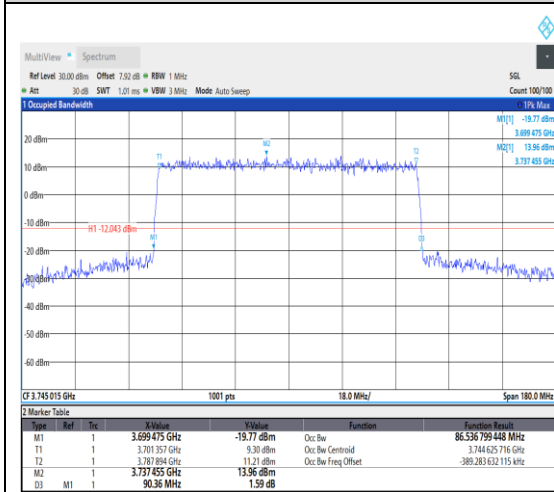 MultiView Spectrum
Ref Level 30.00 dBm Offset 7.92 dB RBW 1 MHz SGL
Att 30 dB SWT 1.01 ms VBW 3 MHz Mode Auto Sweep Count 100/100
1 Occupied Bandwidth 1Pk Max
M1[1] -19.77 dBm
3.699 475 GHz
M2[1] 13.96 dBm
3.737 455 GHz
20 dBm
T1 M2 T2
10 dBm
0 dBm
-10 dBm
H1 -12.043 dBm
M1 D3
-20 dBm
-30 dBm
-40 dBm
-50 dBm
-60 dBm
CF 3.745 015 GHz 1001 pts 18.0 MHz/ Span 180.0 MHz
2 Marker Table
Type Ref Trc X-Value Y-Value Function Function Result
M1 1 3.699 475 GHz -19.77 dBm Occ Bw 86.536 799 448 MHz
T1 1 3.701 357 GHz 9.30 dBm Occ Bw Centroid 3.744 625 716 GHz
T2 1 3.787 894 GHz 11.21 dBm Occ Bw Freq Offset -389.283 632 115 kHz
M2 1 3.737 455 GHz 13.96 dBm
D3 M1 1 90.36 MHz 1.59 dB